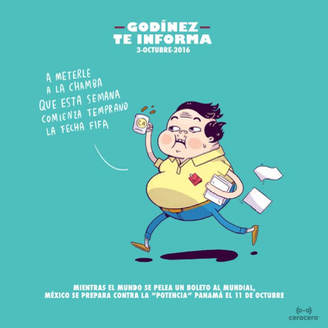 GODÍNEZ
TE INFORMA
3-OCTUBRE-2016
A METERLE
A LA CHAMBA
QUE ESTA SEMANA
COMIENZA TEMPRANO
LA FECHA FIFA
MIENTRAS EL MUNDO SE PELEA UN BOLETO AL MUNDIAL,
MÉXICO SE PREPARA CONTRA LA "POTENCIA" PANAMÁ EL 11 DE OCTUBRE
cerocero